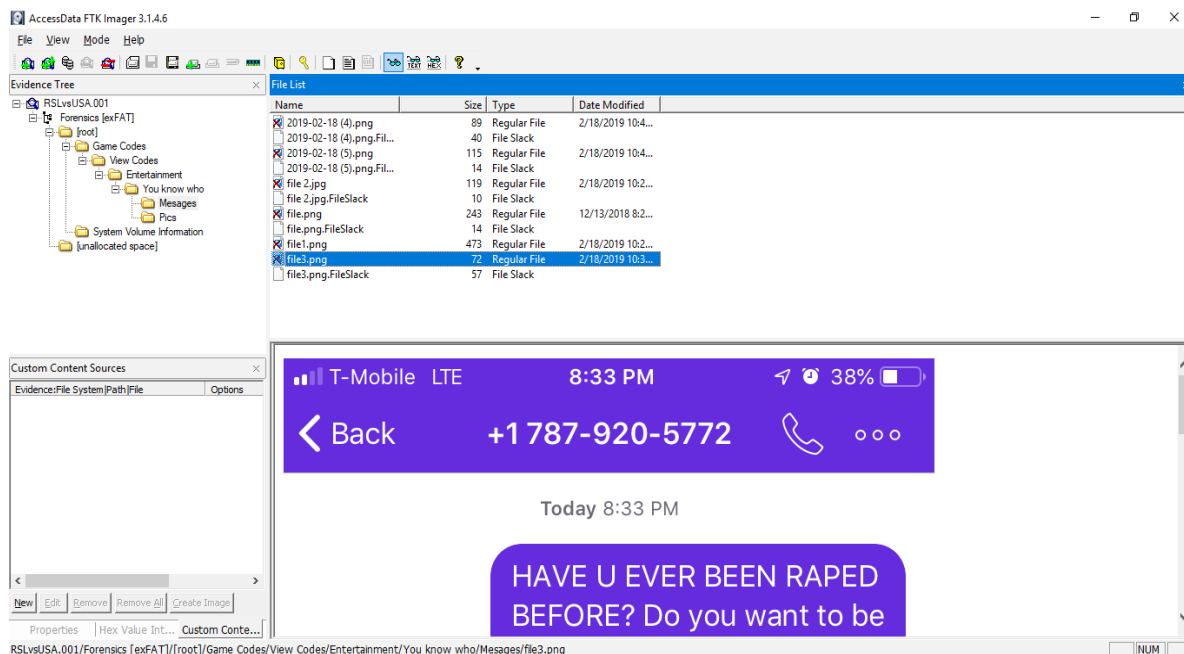 AccessData FTK Imager 3.1.4.6
File View Mode Help
Evidence Tree
RSLvsUSA.001
Forensics [exFAT]
[root]
Game Codes
View Codes
Entertainment
You know who
Mesages
Pics
System Volume Information
[unallocated space]
File List
Name Size Type Date Modified
2019-02-18 (4).png 89 Regular File 2/18/2019 10:4...
2019-02-18 (4).png.Fil... 40 File Slack
2019-02-18 (5).png 115 Regular File 2/18/2019 10:4...
2019-02-18 (5).png.Fil... 14 File Slack
file 2.jpg 119 Regular File 2/18/2019 10:2...
file 2.jpg.FileSlack 10 File Slack
file.png 243 Regular File 12/13/2018 8:2...
file.png.FileSlack 14 File Slack
file1.png 473 Regular File 2/18/2019 10:2...
file3.png 72 Regular File 2/18/2019 10:3...
file3.png.FileSlack 57 File Slack
Custom Content Sources
Evidence:File System|Path|File Options
New Edit Remove Remove All Create Image
Properties Hex Value Int... Custom Conte...
T-Mobile LTE 8:33 PM 38%
Back +1 787-920-5772
Today 8:33 PM
HAVE U EVER BEEN RAPED
BEFORE? Do you want to be
RSLvsUSA.001/Forensics [exFAT]/[root]/Game Codes/View Codes/Entertainment/You know who/Mesages/file3.png
NUM